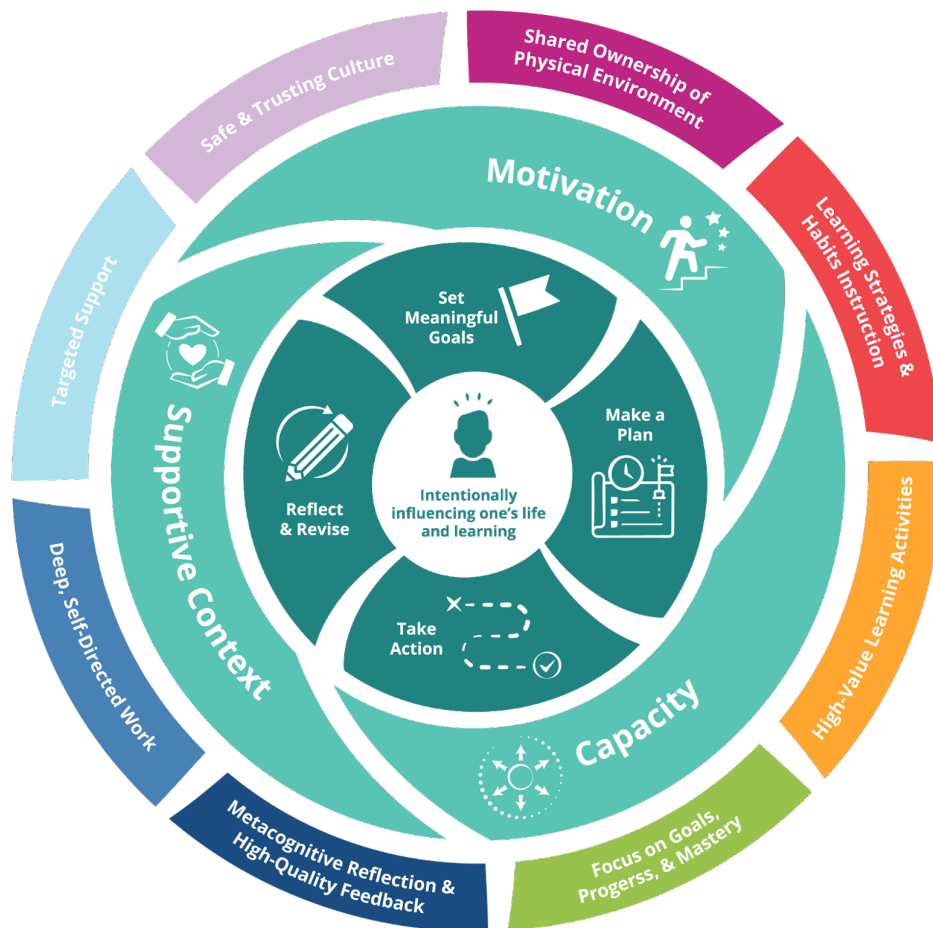 Shared Ownership of
Physical Environment
Learning Strategies &
Habits Instruction
High-Value Learning Activities
Focus on Goals,
Progerss, & Mastery
Metacognitive Reflection &
High-Quality Feedback
Deep, Self-Directed Work
Targeted Support
Safe & Trusting Culture
Motivation
Capacity
Supportive Context
Set
Meaningful
Goals
Make a
Plan
Take
Action
Reflect
& Revise
Intentionally
influencing one's life
and learning